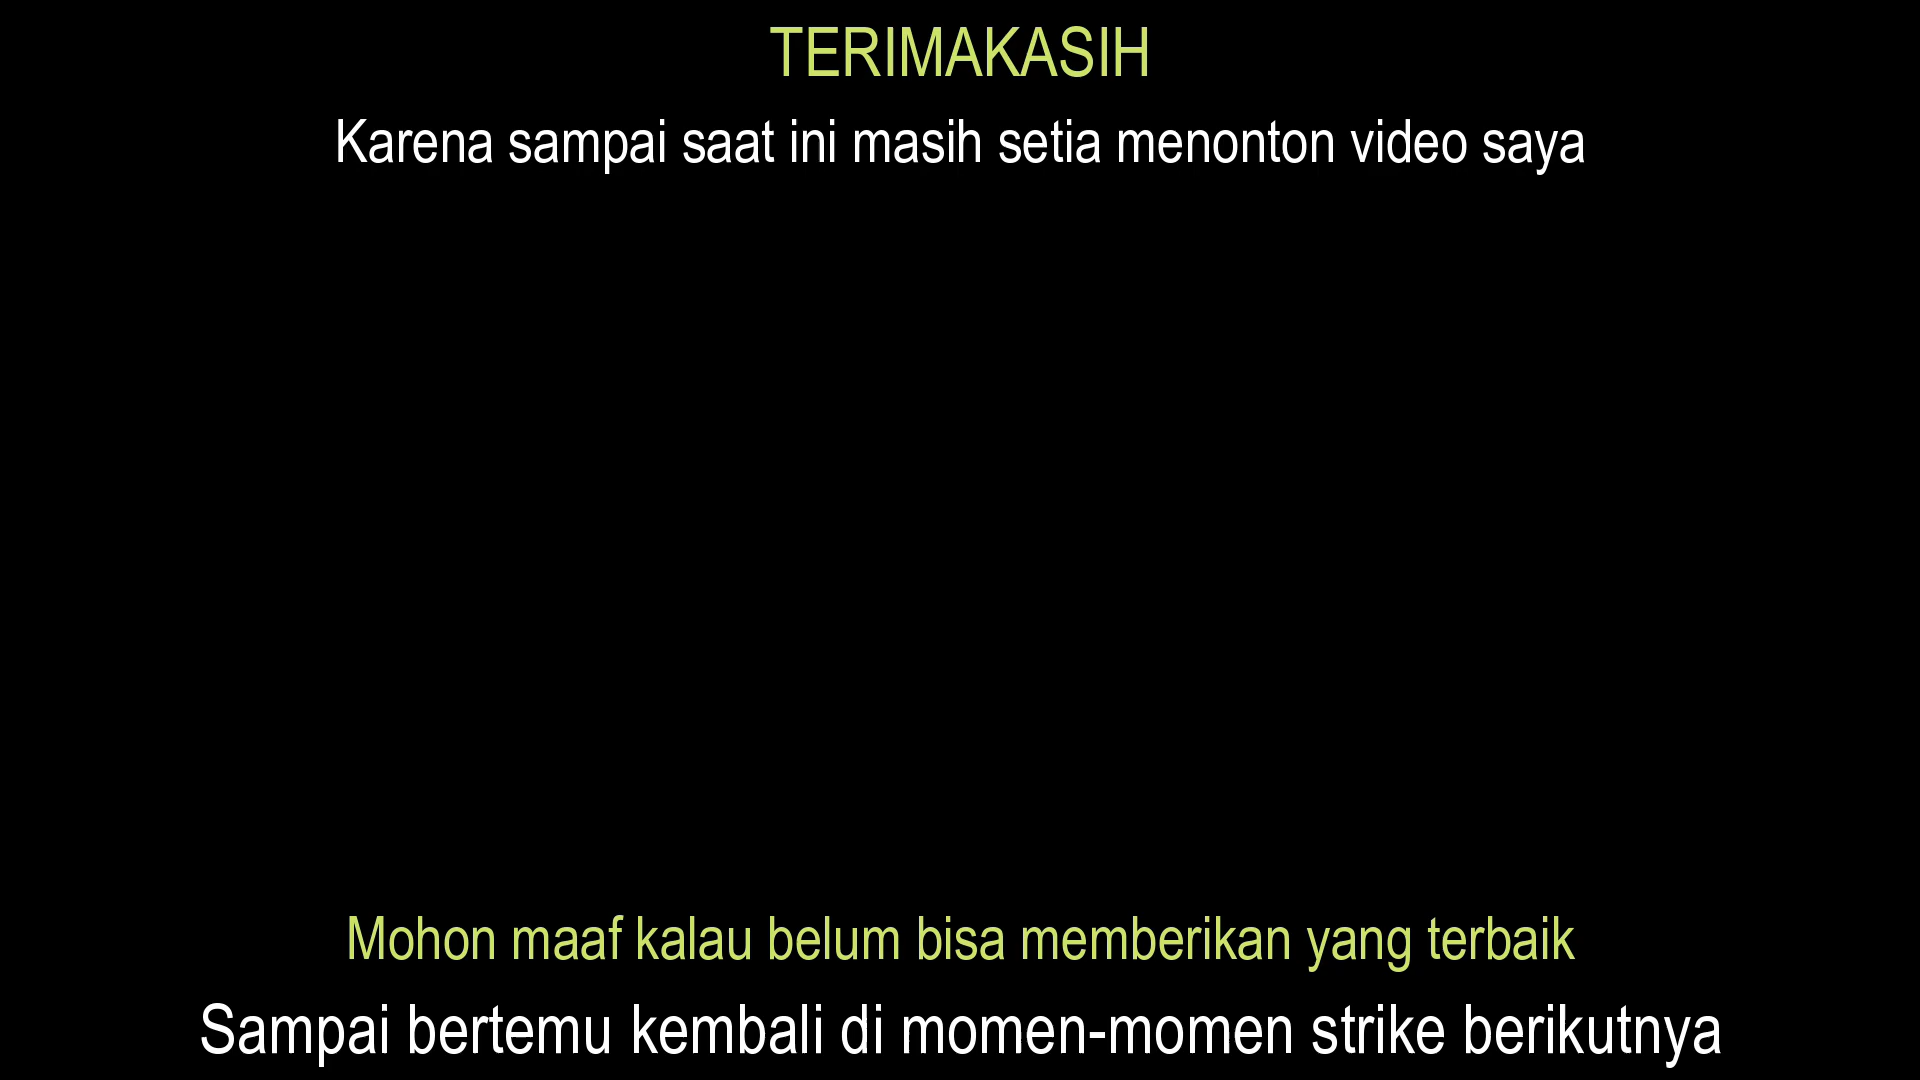 TERIMAKASIH
Karena sampai saat ini masih setia menonton video saya
Mohon maaf kalau belum bisa memberikan yang terbaik
Sampai bertemu kembali di momen-momen strike berikutnya